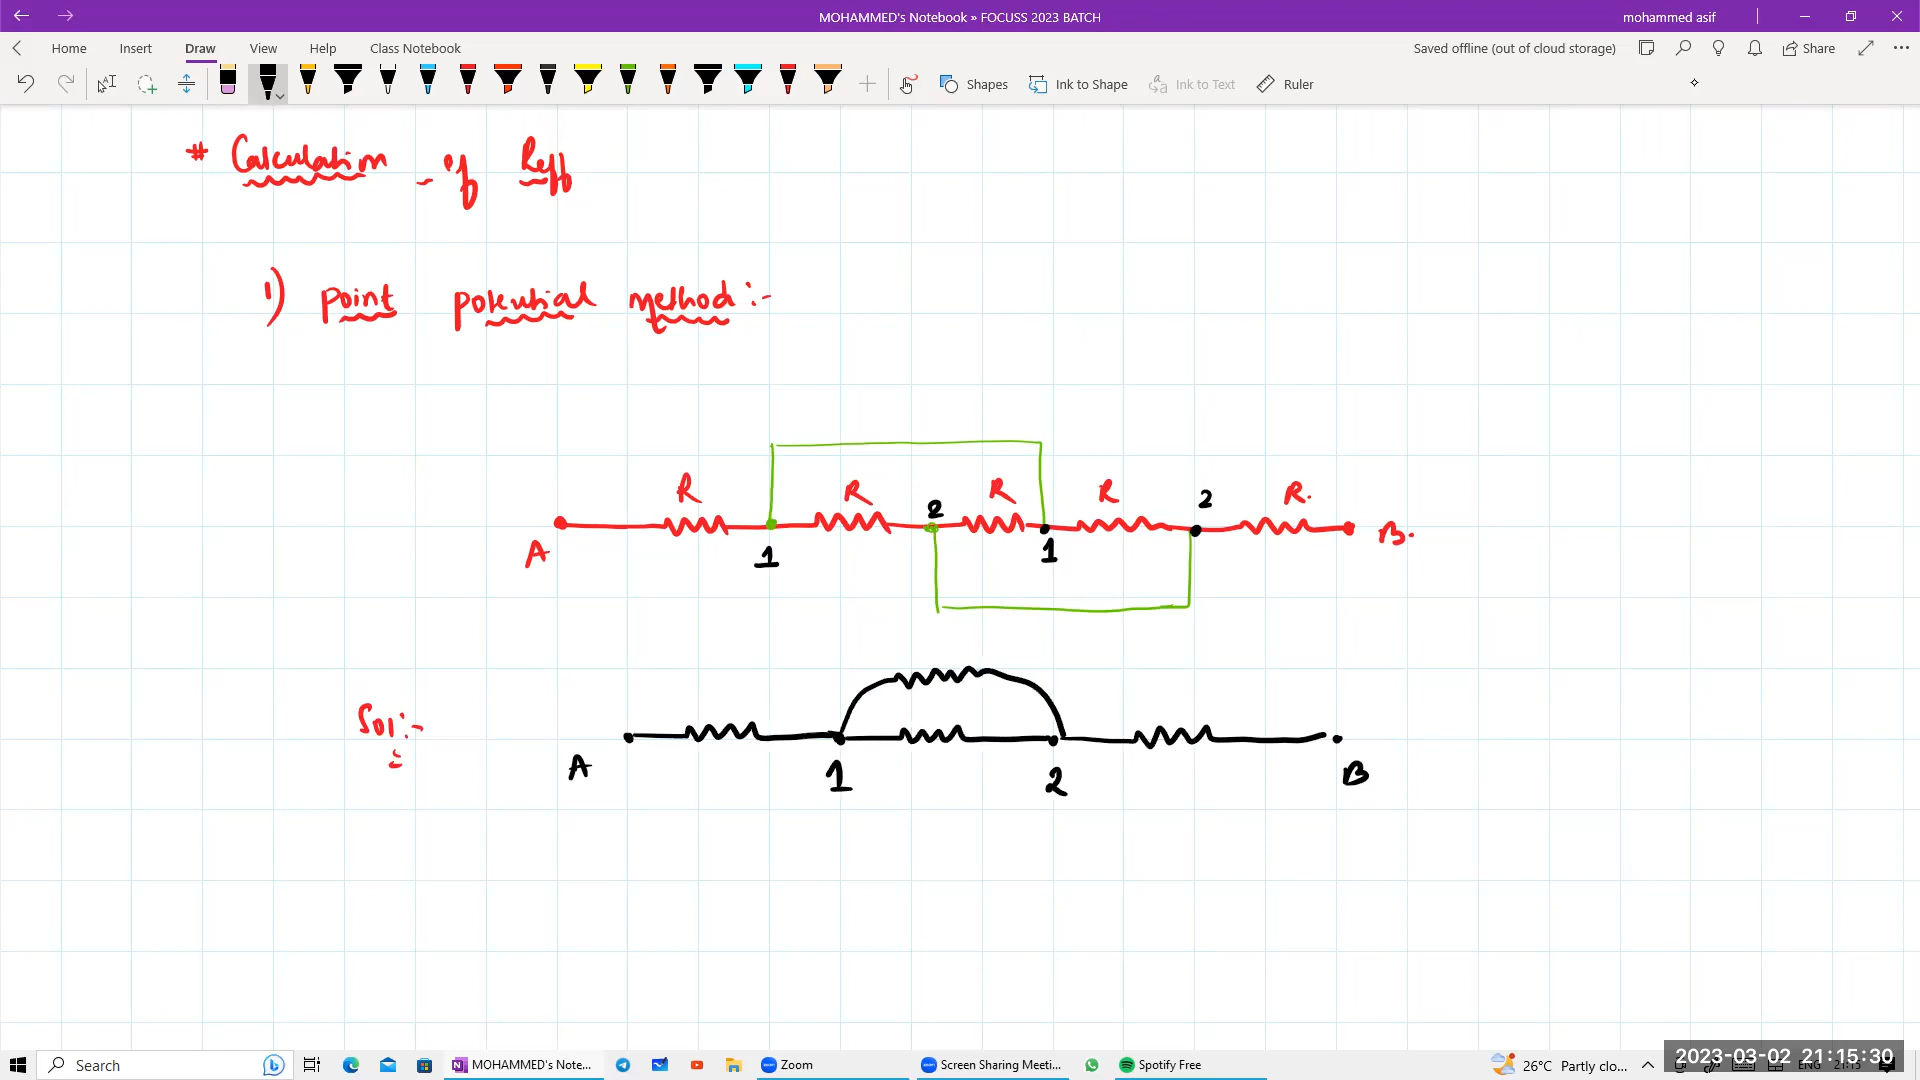 MOHAMMED's Notebook » FOCUSS 2023 BATCH
mohammed asif
Home Insert Draw View Help Class Notebook
Saved offline (out of cloud storage)
Share
Shapes
Ink to Shape
Ink to Text
Ruler
# Calculation of Reff
1) point potential method:-
R R R R R.
2 2
A 1 1 B.
Sol:-
A 1 2 B
Search
MOHAMMED's Note...
Zoom
Screen Sharing Meeti...
Spotify Free
26°C Partly clo...
ENG
2023-03-02 21:15:30